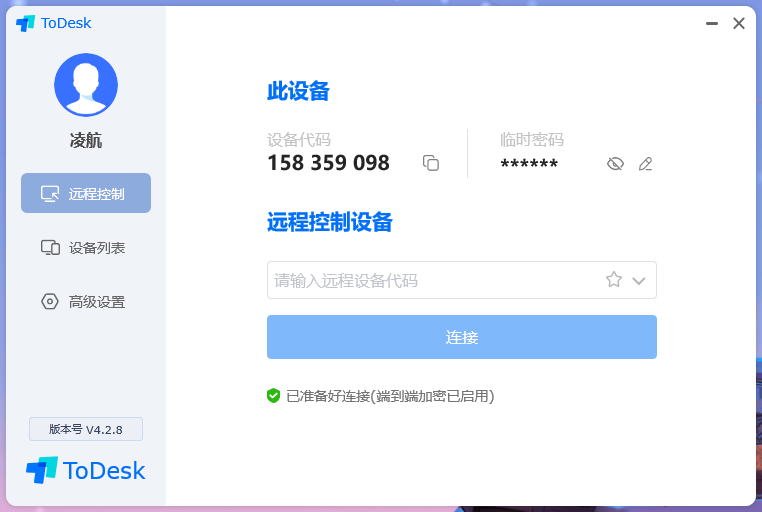 ToDesk
凌航
远程控制
设备列表
高级设置
版本号 V4.2.8
ToDesk
此设备
设备代码
158 359 098
临时密码
******
远程控制设备
请输入远程设备代码
连接
已准备好连接(端到端加密已启用)